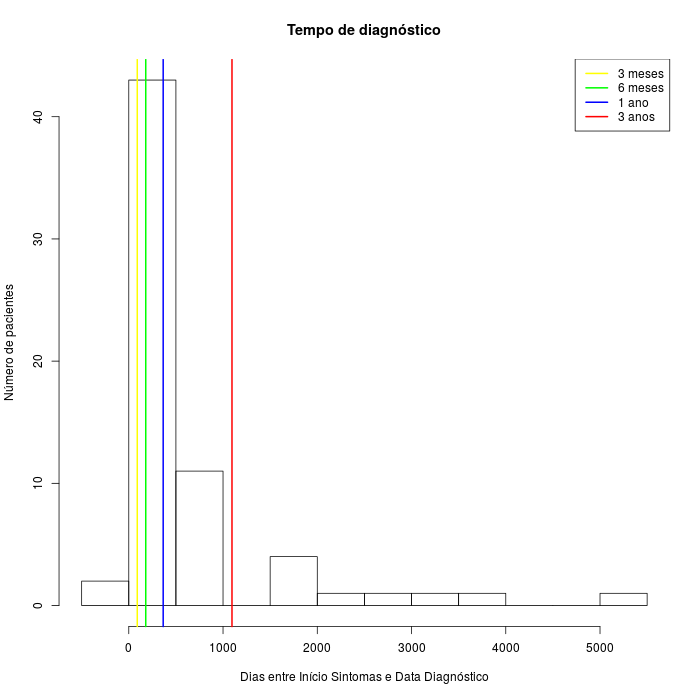 Tempo de diagnóstico
3 meses
6 meses
1 ano
3 anos
Número de pacientes
40
30
20
10
0
0 1000 2000 3000 4000 5000
Dias entre Início Sintomas e Data Diagnóstico